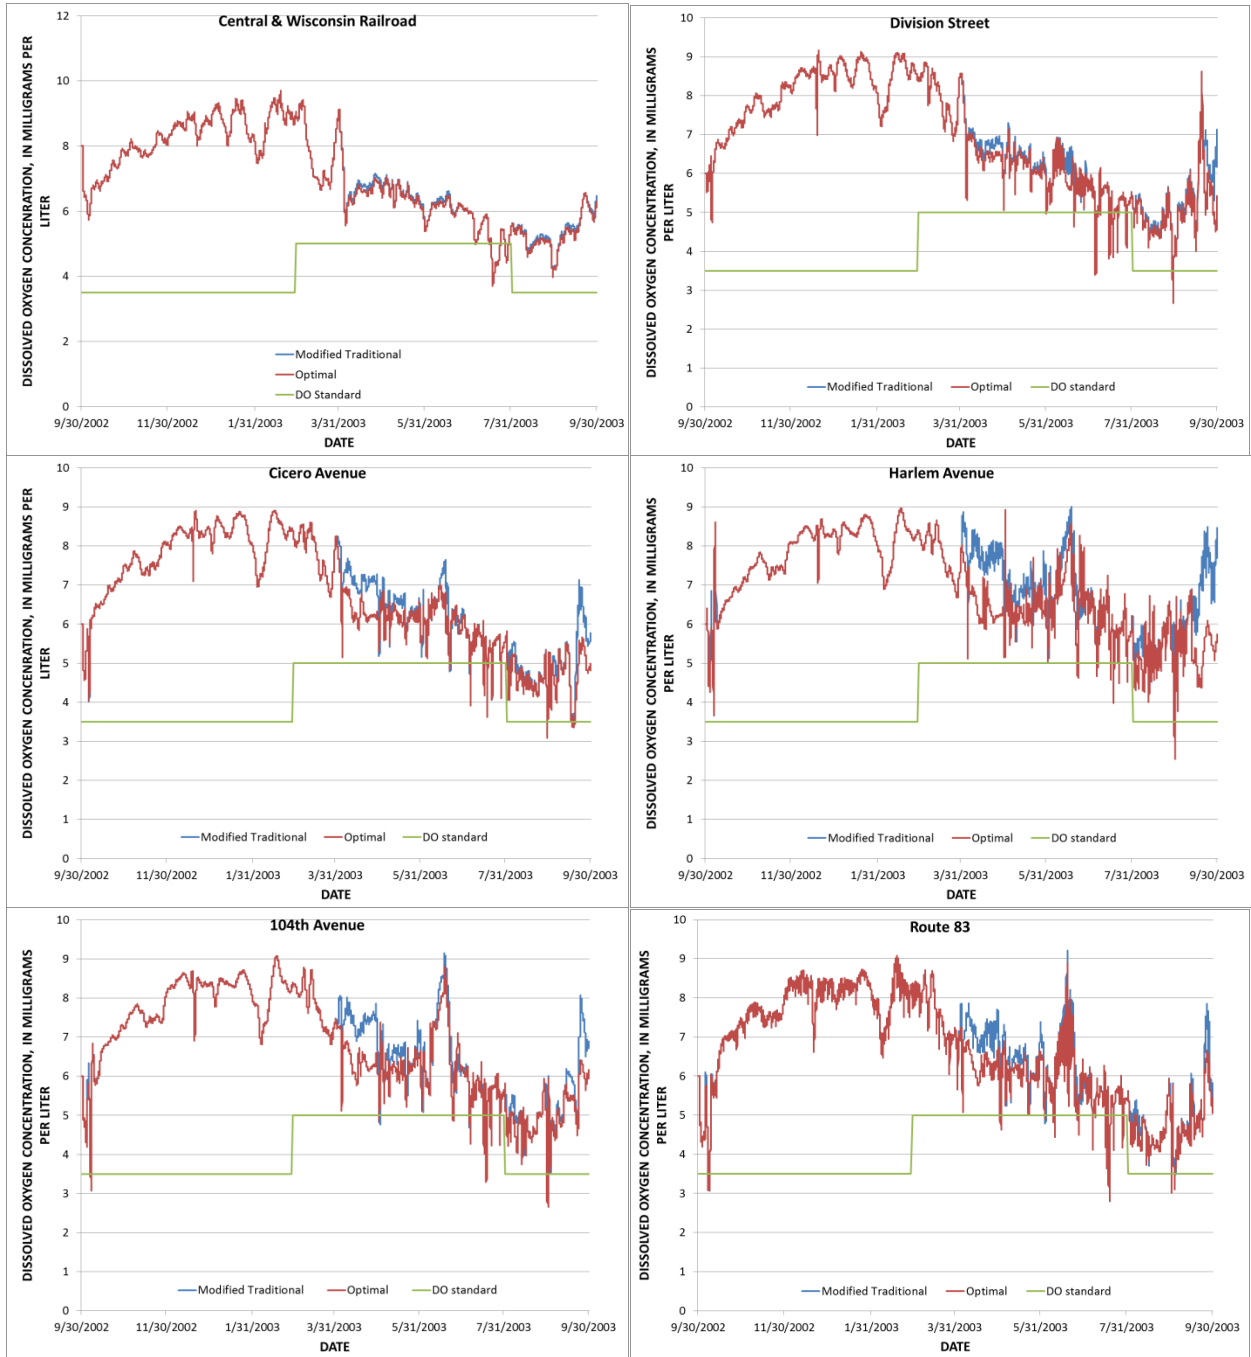 Central & Wisconsin Railroad
DISSOLVED OXYGEN CONCENRATION, IN MILLIGRAMS PER
LITER
12
10
8
6
4
2
0
Modified Traditional
Optimal
DO Standard
9/30/2002 11/30/2002 1/31/2003 3/31/2003 5/31/2003 7/31/2003 9/30/2003
DATE
Division Street
DISSOLVED OXYGEN CONCENTRATION, IN MILLIGRAMS
PER LITER
10
9
8
7
6
5
4
3
2
1
0
Modified Traditional Optimal DO standard
9/30/2002 11/30/2002 1/31/2003 3/31/2003 5/31/2003 7/31/2003 9/30/2003
DATE
Cicero Avenue
DISSOLVED OXYGEN CONCENTRATION, IN MILLIGRAMS PER
LITER
10
9
8
7
6
5
4
3
2
1
0
Modified Traditional Optimal DO standard
9/30/2002 11/30/2002 1/31/2003 3/31/2003 5/31/2003 7/31/2003 9/30/2003
DATE
Harlem Avenue
DISSOLVED OXYGEN CONCENTRATION, IN MILLIGRAMS
PER LITER
10
9
8
7
6
5
4
3
2
1
0
Modified Traditional Optimal DO standard
9/30/2002 11/30/2002 1/31/2003 3/31/2003 5/31/2003 7/31/2003 9/30/2003
DATE
104th Avenue
DISSOLVED OXYGEN CONCENTRATION, IN MILLIGRAMS
PER LITER
10
9
8
7
6
5
4
3
2
1
0
Modified Traditional Optimal DO standard
9/30/2002 11/30/2002 1/31/2003 3/31/2003 5/31/2003 7/31/2003 9/30/2003
DATE
Route 83
DISSOLVED OXYGEN CONCENTRATION, IN MILLIGRAMS
PER LITER
10
9
8
7
6
5
4
3
2
1
0
Modified Traditional Optimal DO standard
9/30/2002 11/30/2002 1/31/2003 3/31/2003 5/31/2003 7/31/2003 9/30/2003
DATE